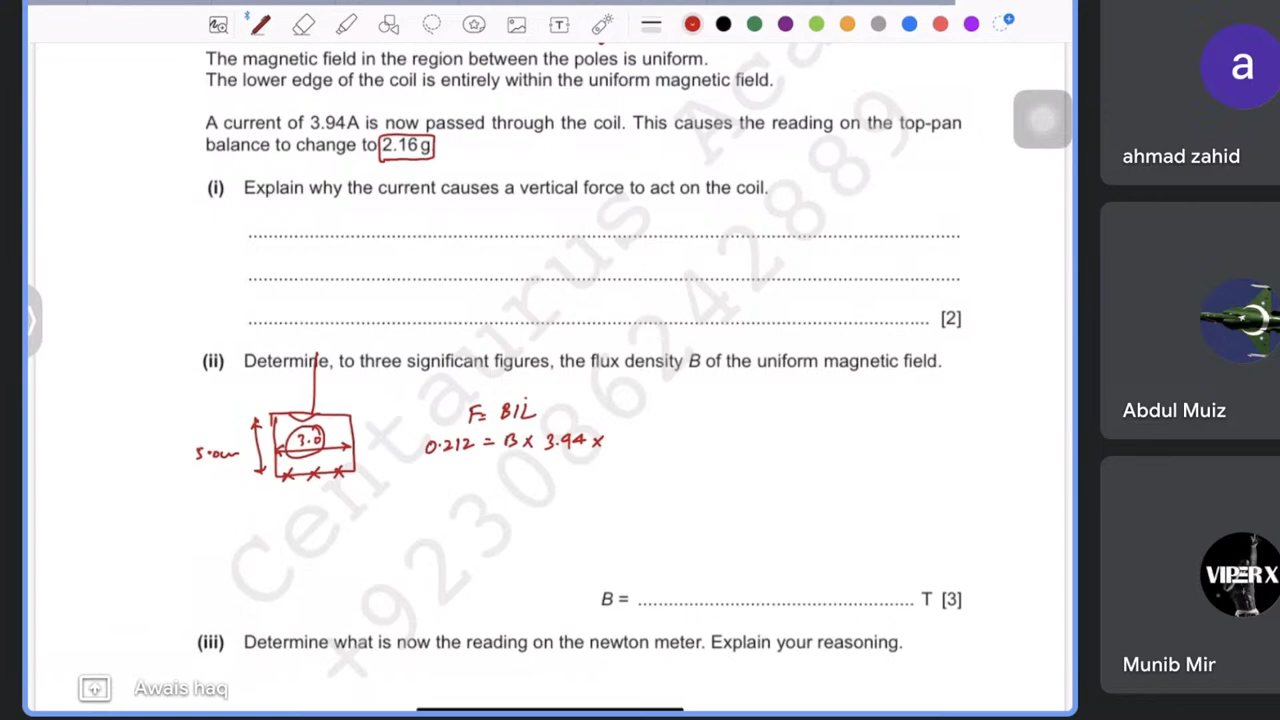 The magnetic field in the region between the poles is uniform.
The lower edge of the coil is entirely within the uniform magnetic field.
A current of 3.94A is now passed through the coil. This causes the reading on the top-pan
balance to change to 2.16g
(i) Explain why the current causes a vertical force to act on the coil.
[2]
(ii) Determine, to three significant figures, the flux density B of the uniform magnetic field.
F= BIL
0.212 = B x 3.94 x
3.0
5.0cm
B = T [3]
(iii) Determine what is now the reading on the newton meter. Explain your reasoning.
Centaurus Aca
+923086242889
Awais haq
T
a
ahmad zahid
Abdul Muiz
VIPER X
Munib Mir